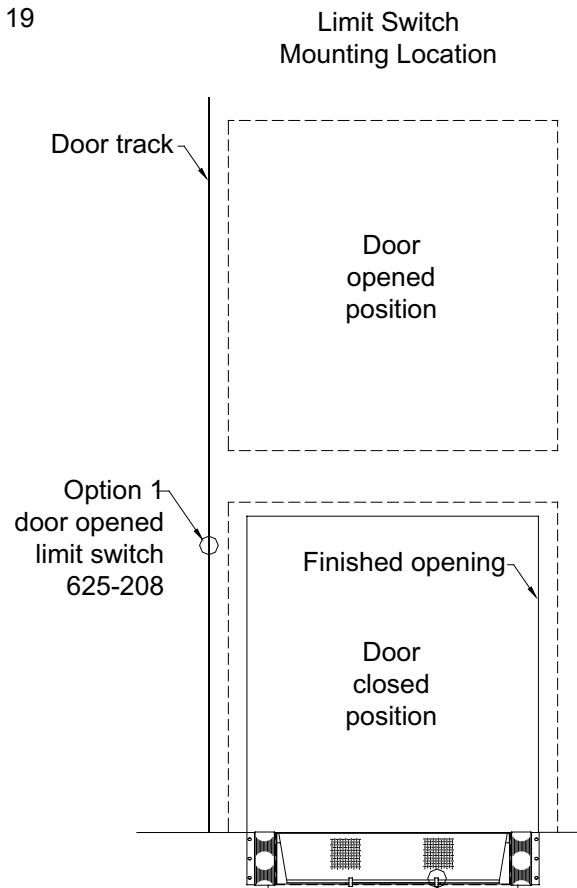 19
Limit Switch
Mounting Location
Door track
Door
opened
position
Option 1
door opened
limit switch
625-208
Finished opening
Door
closed
position